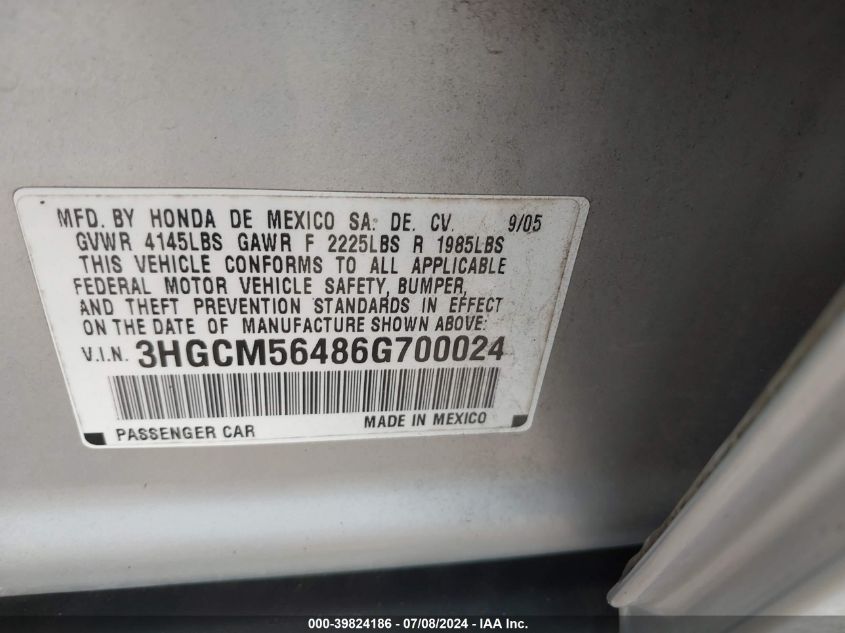 MFD. BY HONDA DE MEXICO SA. DE. CV. 9/05
GVWR 4145LBS GAWR F 2225LBS R 1985LBS
THIS VEHICLE CONFORMS TO ALL APPLICABLE
FEDERAL MOTOR VEHICLE SAFETY, BUMPER,
AND THEFT PREVENTION STANDARDS IN EFFECT
ON THE DATE OF MANUFACTURE SHOWN ABOVE:
V.I.N. 3HGCM56486G700024
PASSENGER CAR MADE IN MEXICO
000-39824186 - 07/08/2024 - IAA Inc.